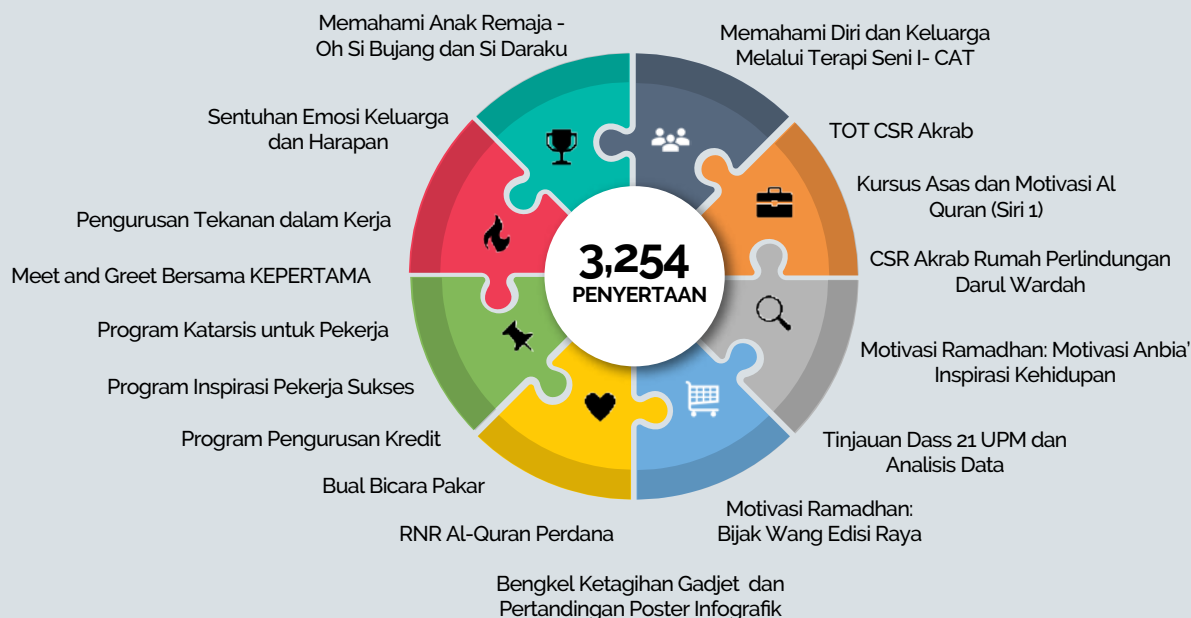 Memahami Anak Remaja -
Oh Si Bujang dan Si Daraku
Sentuhan Emosi Keluarga
dan Harapan
Pengurusan Tekanan dalam Kerja
Meet and Greet Bersama KEPERTAMA
Program Katarsis untuk Pekerja
Program Inspirasi Pekerja Sukses
Program Pengurusan Kredit
Bual Bicara Pakar
RNR Al-Quran Perdana
Bengkel Ketagihan Gadjet dan
Pertandingan Poster Infografik
3,254
PENYERTAAN
Memahami Diri dan Keluarga
Melalui Terapi Seni I- CAT
TOT CSR Akrab
Kursus Asas dan Motivasi Al
Quran (Siri 1)
CSR Akrab Rumah Perlindungan
Darul Wardah
Motivasi Ramadhan: Motivasi Anbia'
Inspirasi Kehidupan
Tinjauan Dass 21 UPM dan
Analisis Data
Motivasi Ramadhan:
Bijak Wang Edisi Raya